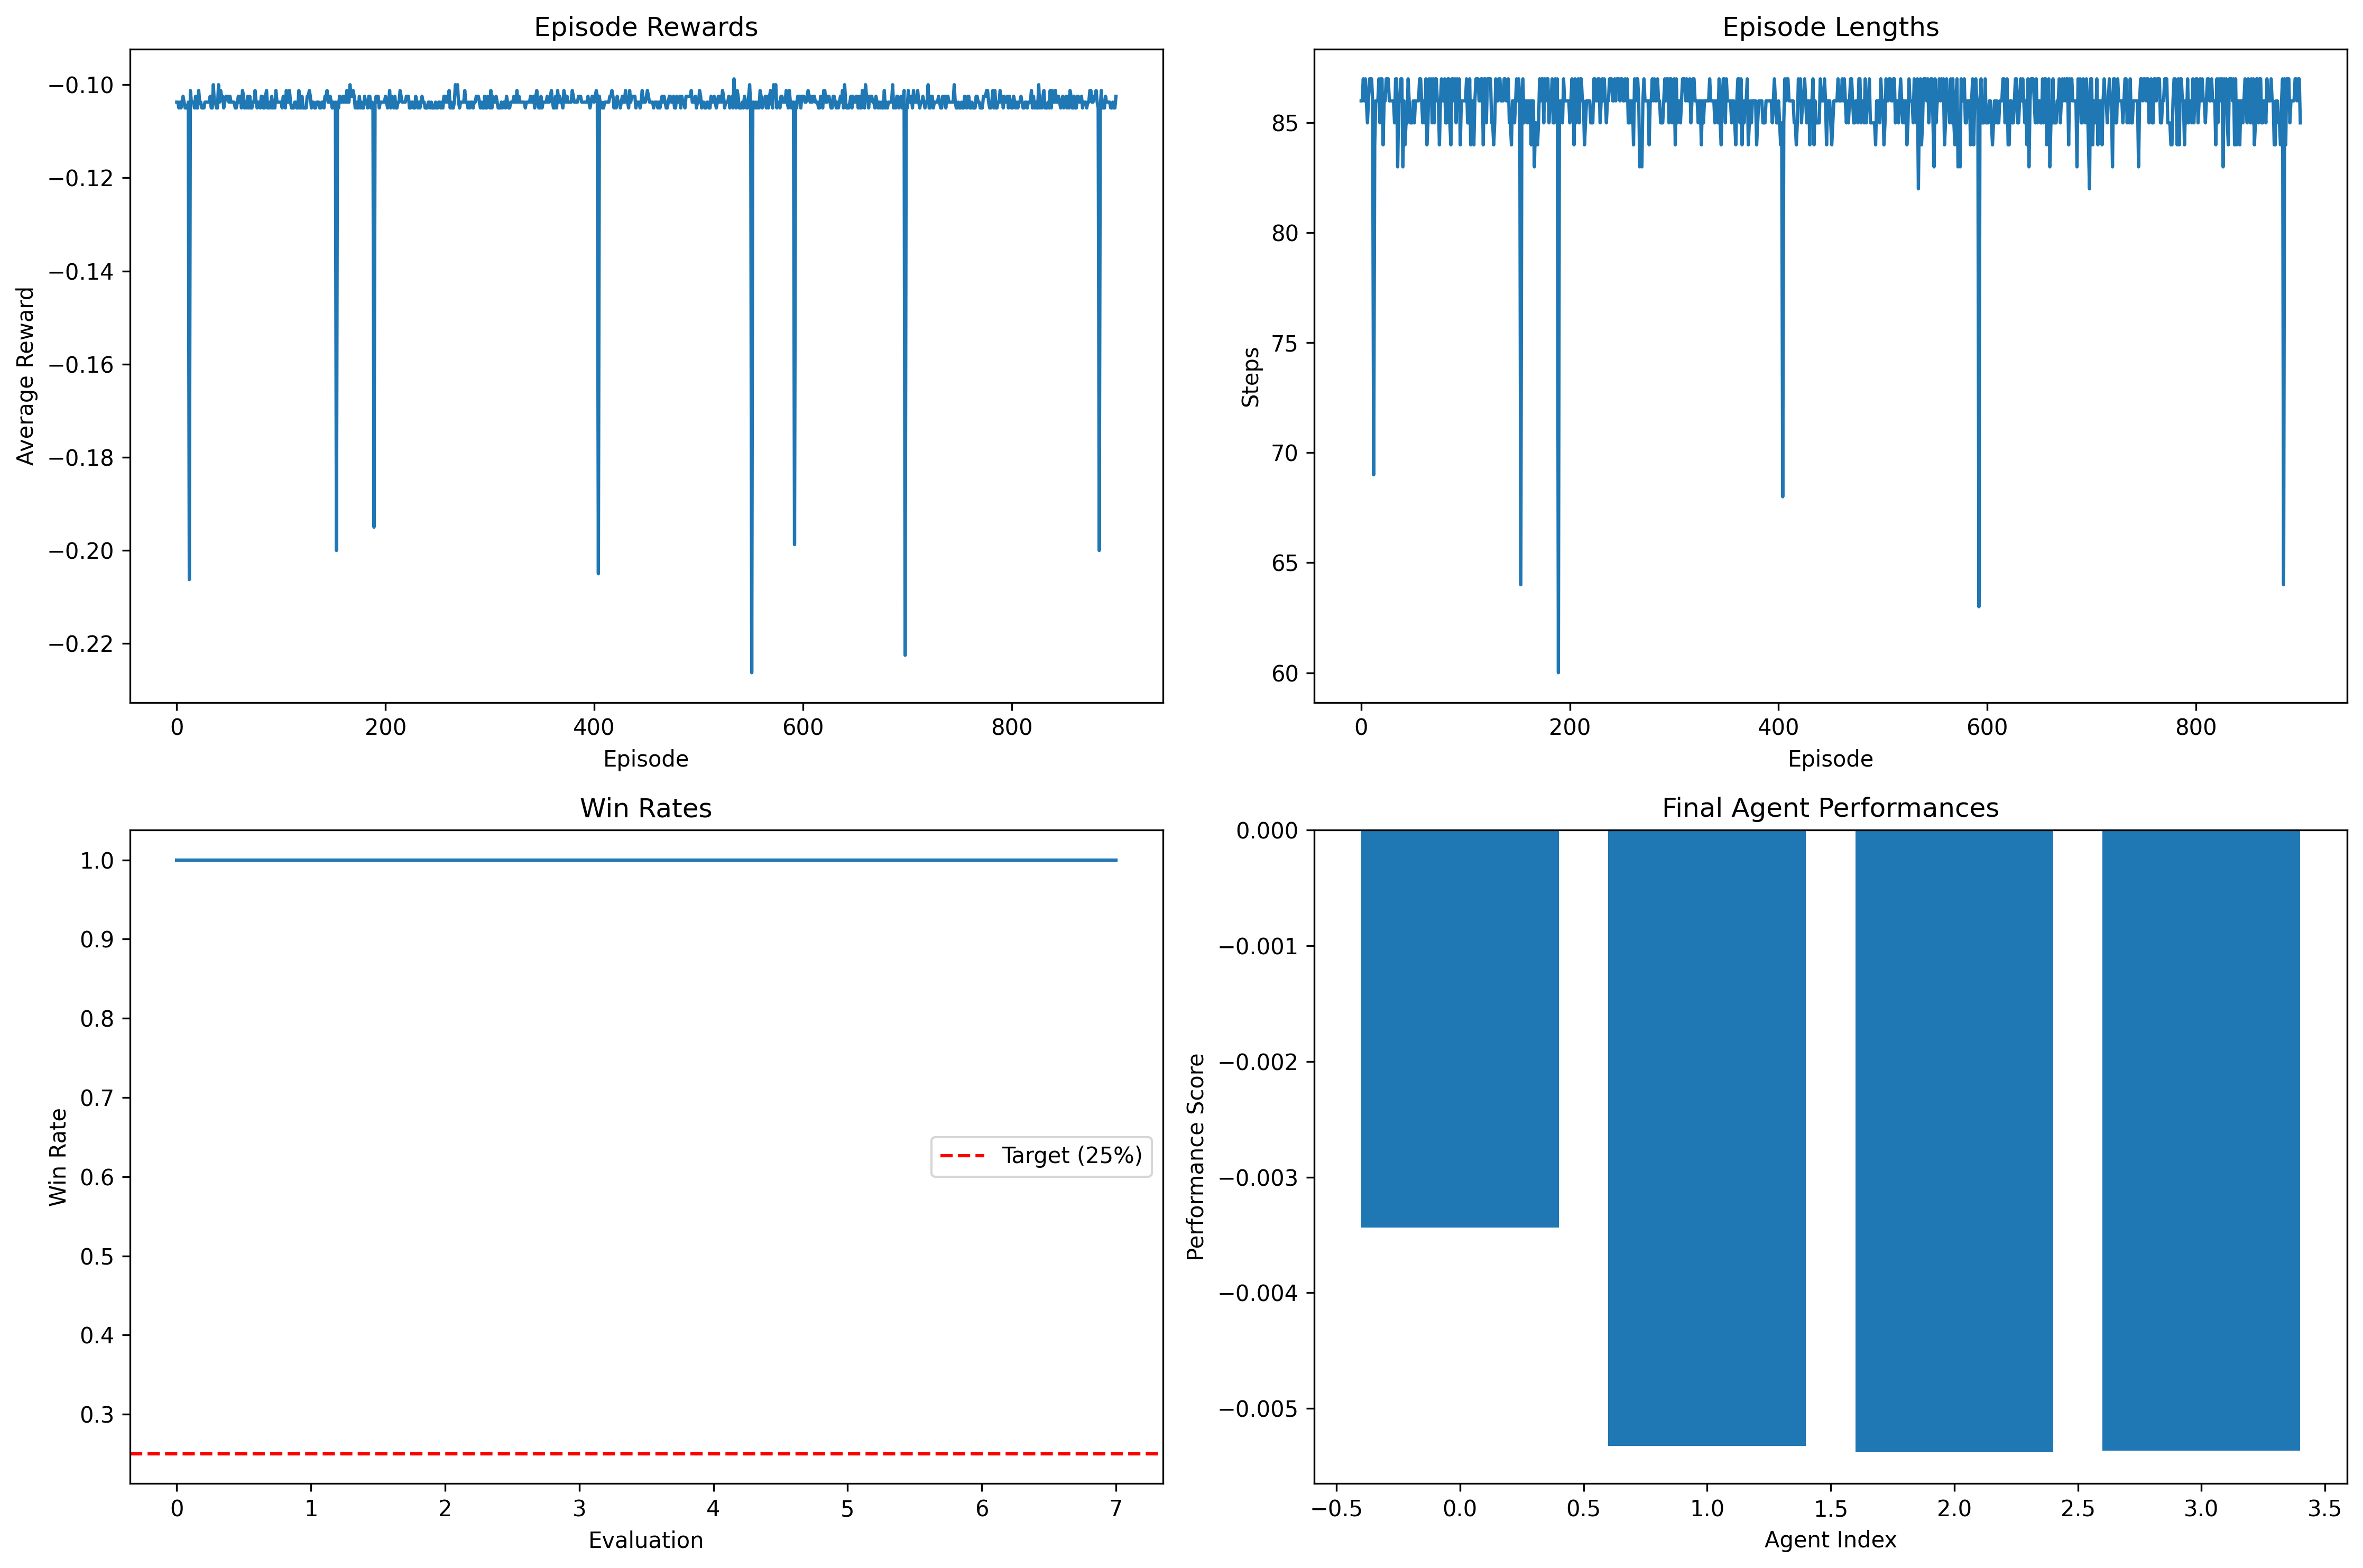 Episode Rewards
Average Reward
−0.10
−0.12
−0.14
−0.16
−0.18
−0.20
−0.22
0 200 400 600 800
Episode
Episode Lengths
Steps
85
80
75
70
65
60
0 200 400 600 800
Episode
Win Rates
Win Rate
1.0
0.9
0.8
0.7
0.6
0.5
0.4
0.3
Target (25%)
0 1 2 3 4 5 6 7
Evaluation
Final Agent Performances
Performance Score
0.000
−0.001
−0.002
−0.003
−0.004
−0.005
−0.5 0.0 0.5 1.0 1.5 2.0 2.5 3.0 3.5
Agent Index